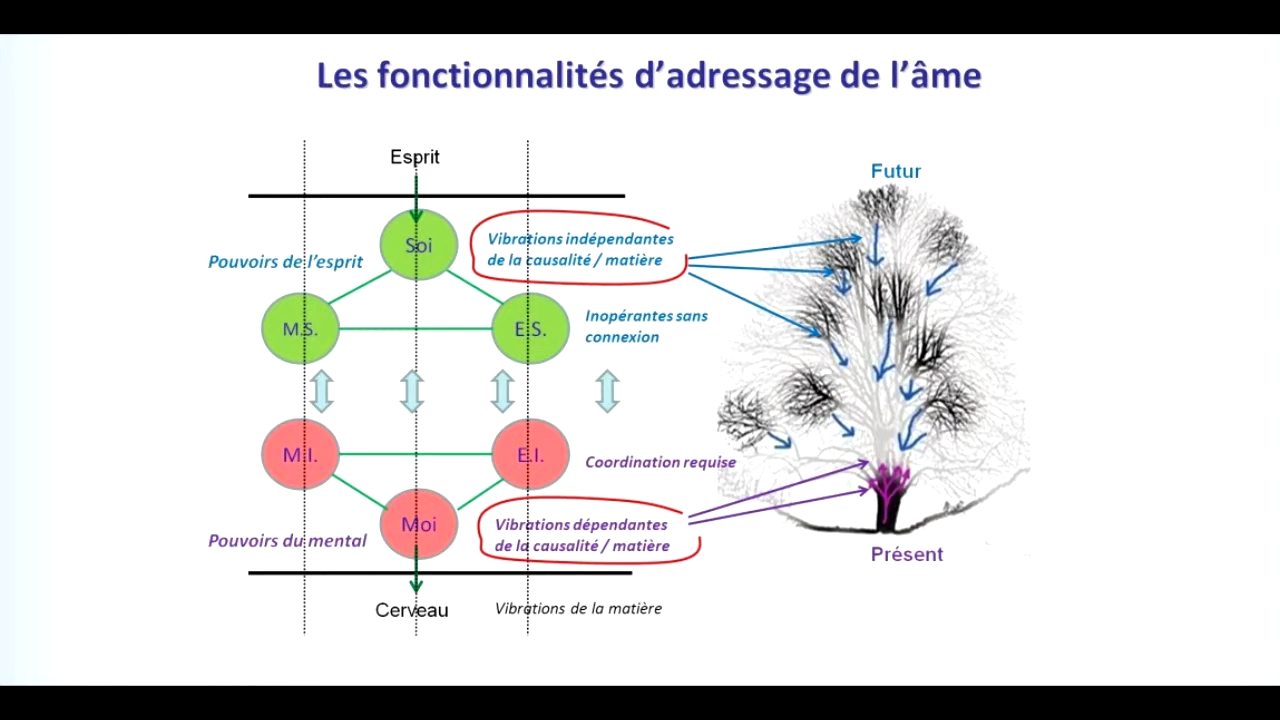 Les fonctionnalités d'adressage de l'âme
Esprit
Futur
Soi
Vibrations indépendantes
de la causalité / matière
Pouvoirs de l'esprit
M.S.
E.S.
Inopérantes sans
connexion
M.I.
E.I.
Coordination requise
Moi
Vibrations dépendantes
de la causalité / matière
Pouvoirs du mental
Présent
Cerveau
Vibrations de la matière